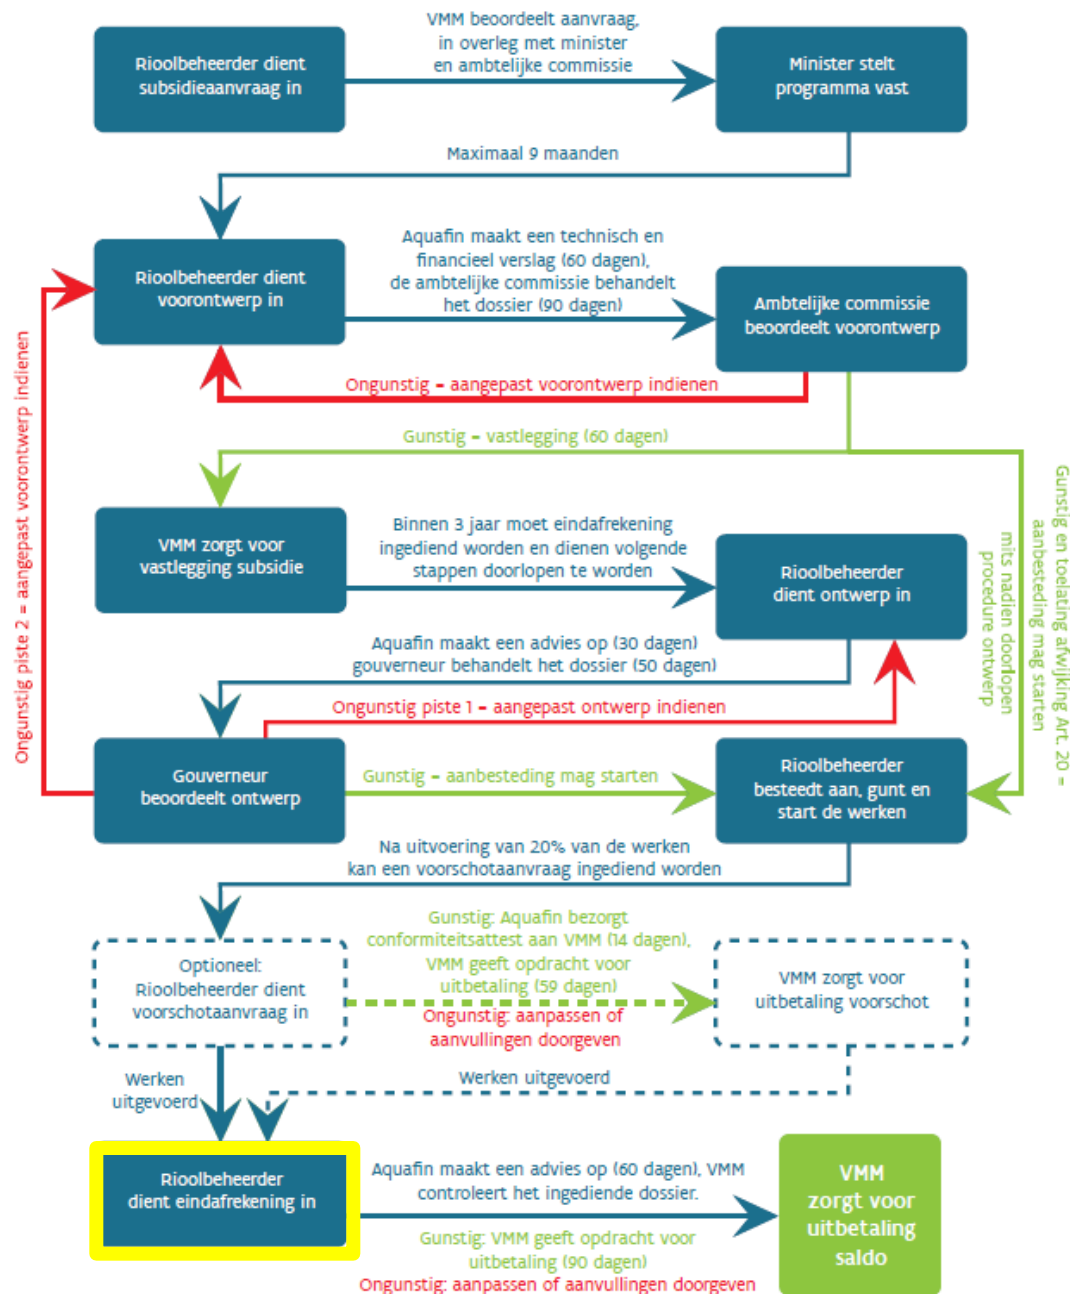 VMM beoordeelt aanvraag,
in overleg met minister
en ambtelijke commissie
Rioolbeheerder dient
subsidieaanvraag in
Minister stelt
programma vast
Maximaal 9 maanden
Aquafin maakt een technisch en
financieel verslag (60 dagen),
de ambtelijke commissie behandelt
het dossier (90 dagen)
Rioolbeheerder dient
voorontwerp in
Ambtelijke commissie
beoordeelt voorontwerp
Ongunstig = aangepast voorontwerp indienen
Gunstig = vastlegging (60 dagen)
Ongunstig piste 2 = aangepast voorontwerp indienen
Gunstig en toelating afwijking Art. 20 =
aanbesteding mag starten
mits nadien doorlopen
procedure ontwerp
VMM zorgt voor
vastlegging subsidie
Binnen 3 jaar moet eindafrekening
ingediend worden en dienen volgende
stappen doorlopen te worden
Rioolbeheerder
dient ontwerp in
Aquafin maakt een advies op (30 dagen)
gouverneur behandelt het dossier (50 dagen)
Ongunstig piste 1 = aangepast ontwerp indienen
Gouverneur
beoordeelt ontwerp
Gunstig = aanbesteding mag starten
Rioolbeheerder
besteedt aan, gunt en
start de werken
Na uitvoering van 20% van de werken
kan een voorschotaanvraag ingediend worden
Optioneel:
Rioolbeheerder dient
voorschotaanvraag in
Gunstig: Aquafin bezorgt
conformiteitsattest aan VMM (14 dagen),
VMM geeft opdracht voor
uitbetaling (59 dagen)
Ongunstig: aanpassen of
aanvullingen doorgeven
VMM zorgt voor
uitbetaling voorschot
Werken
uitgevoerd
Werken uitgevoerd
Rioolbeheerder
dient eindafrekening in
Aquafin maakt een advies op (60 dagen), VMM
controleert het ingediende dossier.
Gunstig: VMM geeft opdracht voor
uitbetaling (90 dagen)
Ongunstig: aanpassen of aanvullingen doorgeven
VMM
zorgt voor
uitbetaling
saldo